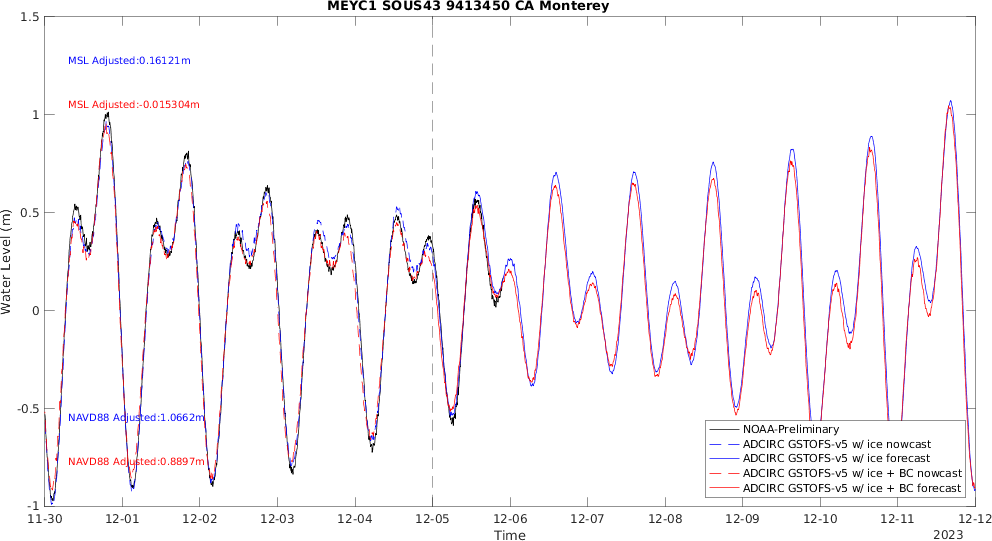 MEYC1 SOUS43 9413450 CA Monterey
1.5
1
0.5
0
-0.5
-1
Water Level (m)
MSL Adjusted:0.16121m
MSL Adjusted:-0.015304m
NAVD88 Adjusted:1.0662m
NAVD88 Adjusted:0.8897m
NOAA-Preliminary
ADCIRC GSTOFS-v5 w/ ice nowcast
ADCIRC GSTOFS-v5 w/ ice forecast
ADCIRC GSTOFS-v5 w/ ice + BC nowcast
ADCIRC GSTOFS-v5 w/ ice + BC forecast
11-30 12-01 12-02 12-03 12-04 12-05 12-06 12-07 12-08 12-09 12-10 12-11 12-12
Time
2023